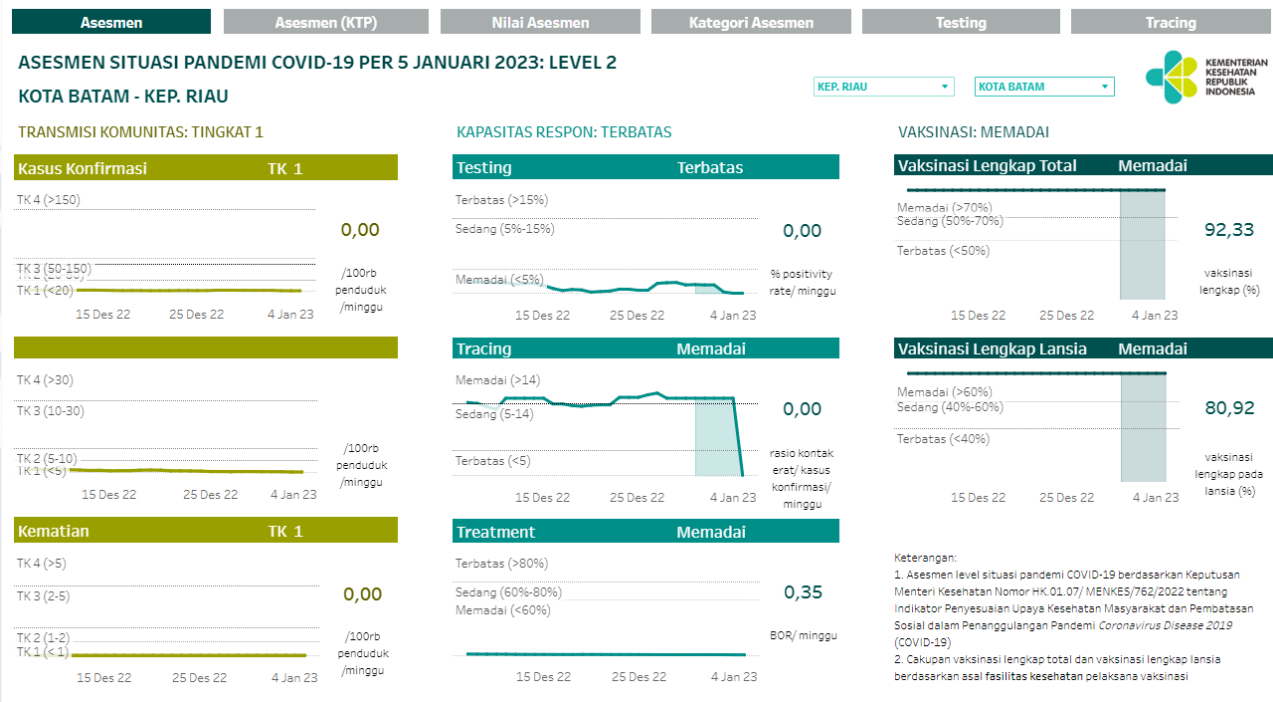 Asesmen
Asesmen (KTP)
Nilai Asesmen
Kategori Asesmen
Testing
Tracing
ASESMEN SITUASI PANDEMI COVID-19 PER 5 JANUARI 2023: LEVEL 2
KOTA BATAM - KEP. RIAU
KEP. RIAU
KOTA BATAM
KEMENTERIAN
KESEHATAN
REPUBLIK
INDONESIA
TRANSMISI KOMUNITAS: TINGKAT 1
Kasus Konfirmasi TK 1
TK 4 (>150)
0,00
TK 3 (50-150)
TK 1 (<20)
/100rb
penduduk
/minggu
15 Des 22 25 Des 22 4 Jan 23
TK 4 (>30)
TK 3 (10-30)
TK 2 (5-10)
TK 1 (<5)
/100rb
penduduk
/minggu
15 Des 22 25 Des 22 4 Jan 23
Kematian TK 1
TK 4 (>5)
TK 3 (2-5)
0,00
TK 2 (1-2)
TK 1 (<1)
/100rb
penduduk
/minggu
15 Des 22 25 Des 22 4 Jan 23
KAPASITAS RESPON: TERBATAS
Testing Terbatas
Terbatas (>15%)
Sedang (5%-15%)
0,00
Memadai (<5%)
% positivity
rate/ minggu
15 Des 22 25 Des 22 4 Jan 23
Tracing Memadai
Memadai (>14)
Sedang (5-14)
0,00
Terbatas (<5)
rasio kontak
erat/ kasus
konfirmasi/
minggu
15 Des 22 25 Des 22 4 Jan 23
Treatment Memadai
Terbatas (>80%)
Sedang (60%-80%)
Memadai (<60%)
0,35
BOR/ minggu
15 Des 22 25 Des 22 4 Jan 23
VAKSINASI: MEMADAI
Vaksinasi Lengkap Total Memadai
Memadai (>70%)
Sedang (50%-70%)
Terbatas (<50%)
92,33
vaksinasi
lengkap (%)
15 Des 22 25 Des 22 4 Jan 23
Vaksinasi Lengkap Lansia Memadai
Memadai (>60%)
Sedang (40%-60%)
Terbatas (<40%)
80,92
vaksinasi
lengkap pada
lansia (%)
15 Des 22 25 Des 22 4 Jan 23
Keterangan:
1. Asesmen level situasi pandemi COVID-19 berdasarkan Keputusan
Menteri Kesehatan Nomor HK.01.07/ MENKES/762/2022 tentang
Indikator Penyesuaian Upaya Kesehatan Masyarakat dan Pembatasan
Sosial dalam Penanggulangan Pandemi Coronavirus Disease 2019
(COVID-19)
2. Cakupan vaksinasi lengkap total dan vaksinasi lengkap lansia
berdasarkan asal fasilitas kesehatan pelaksana vaksinasi